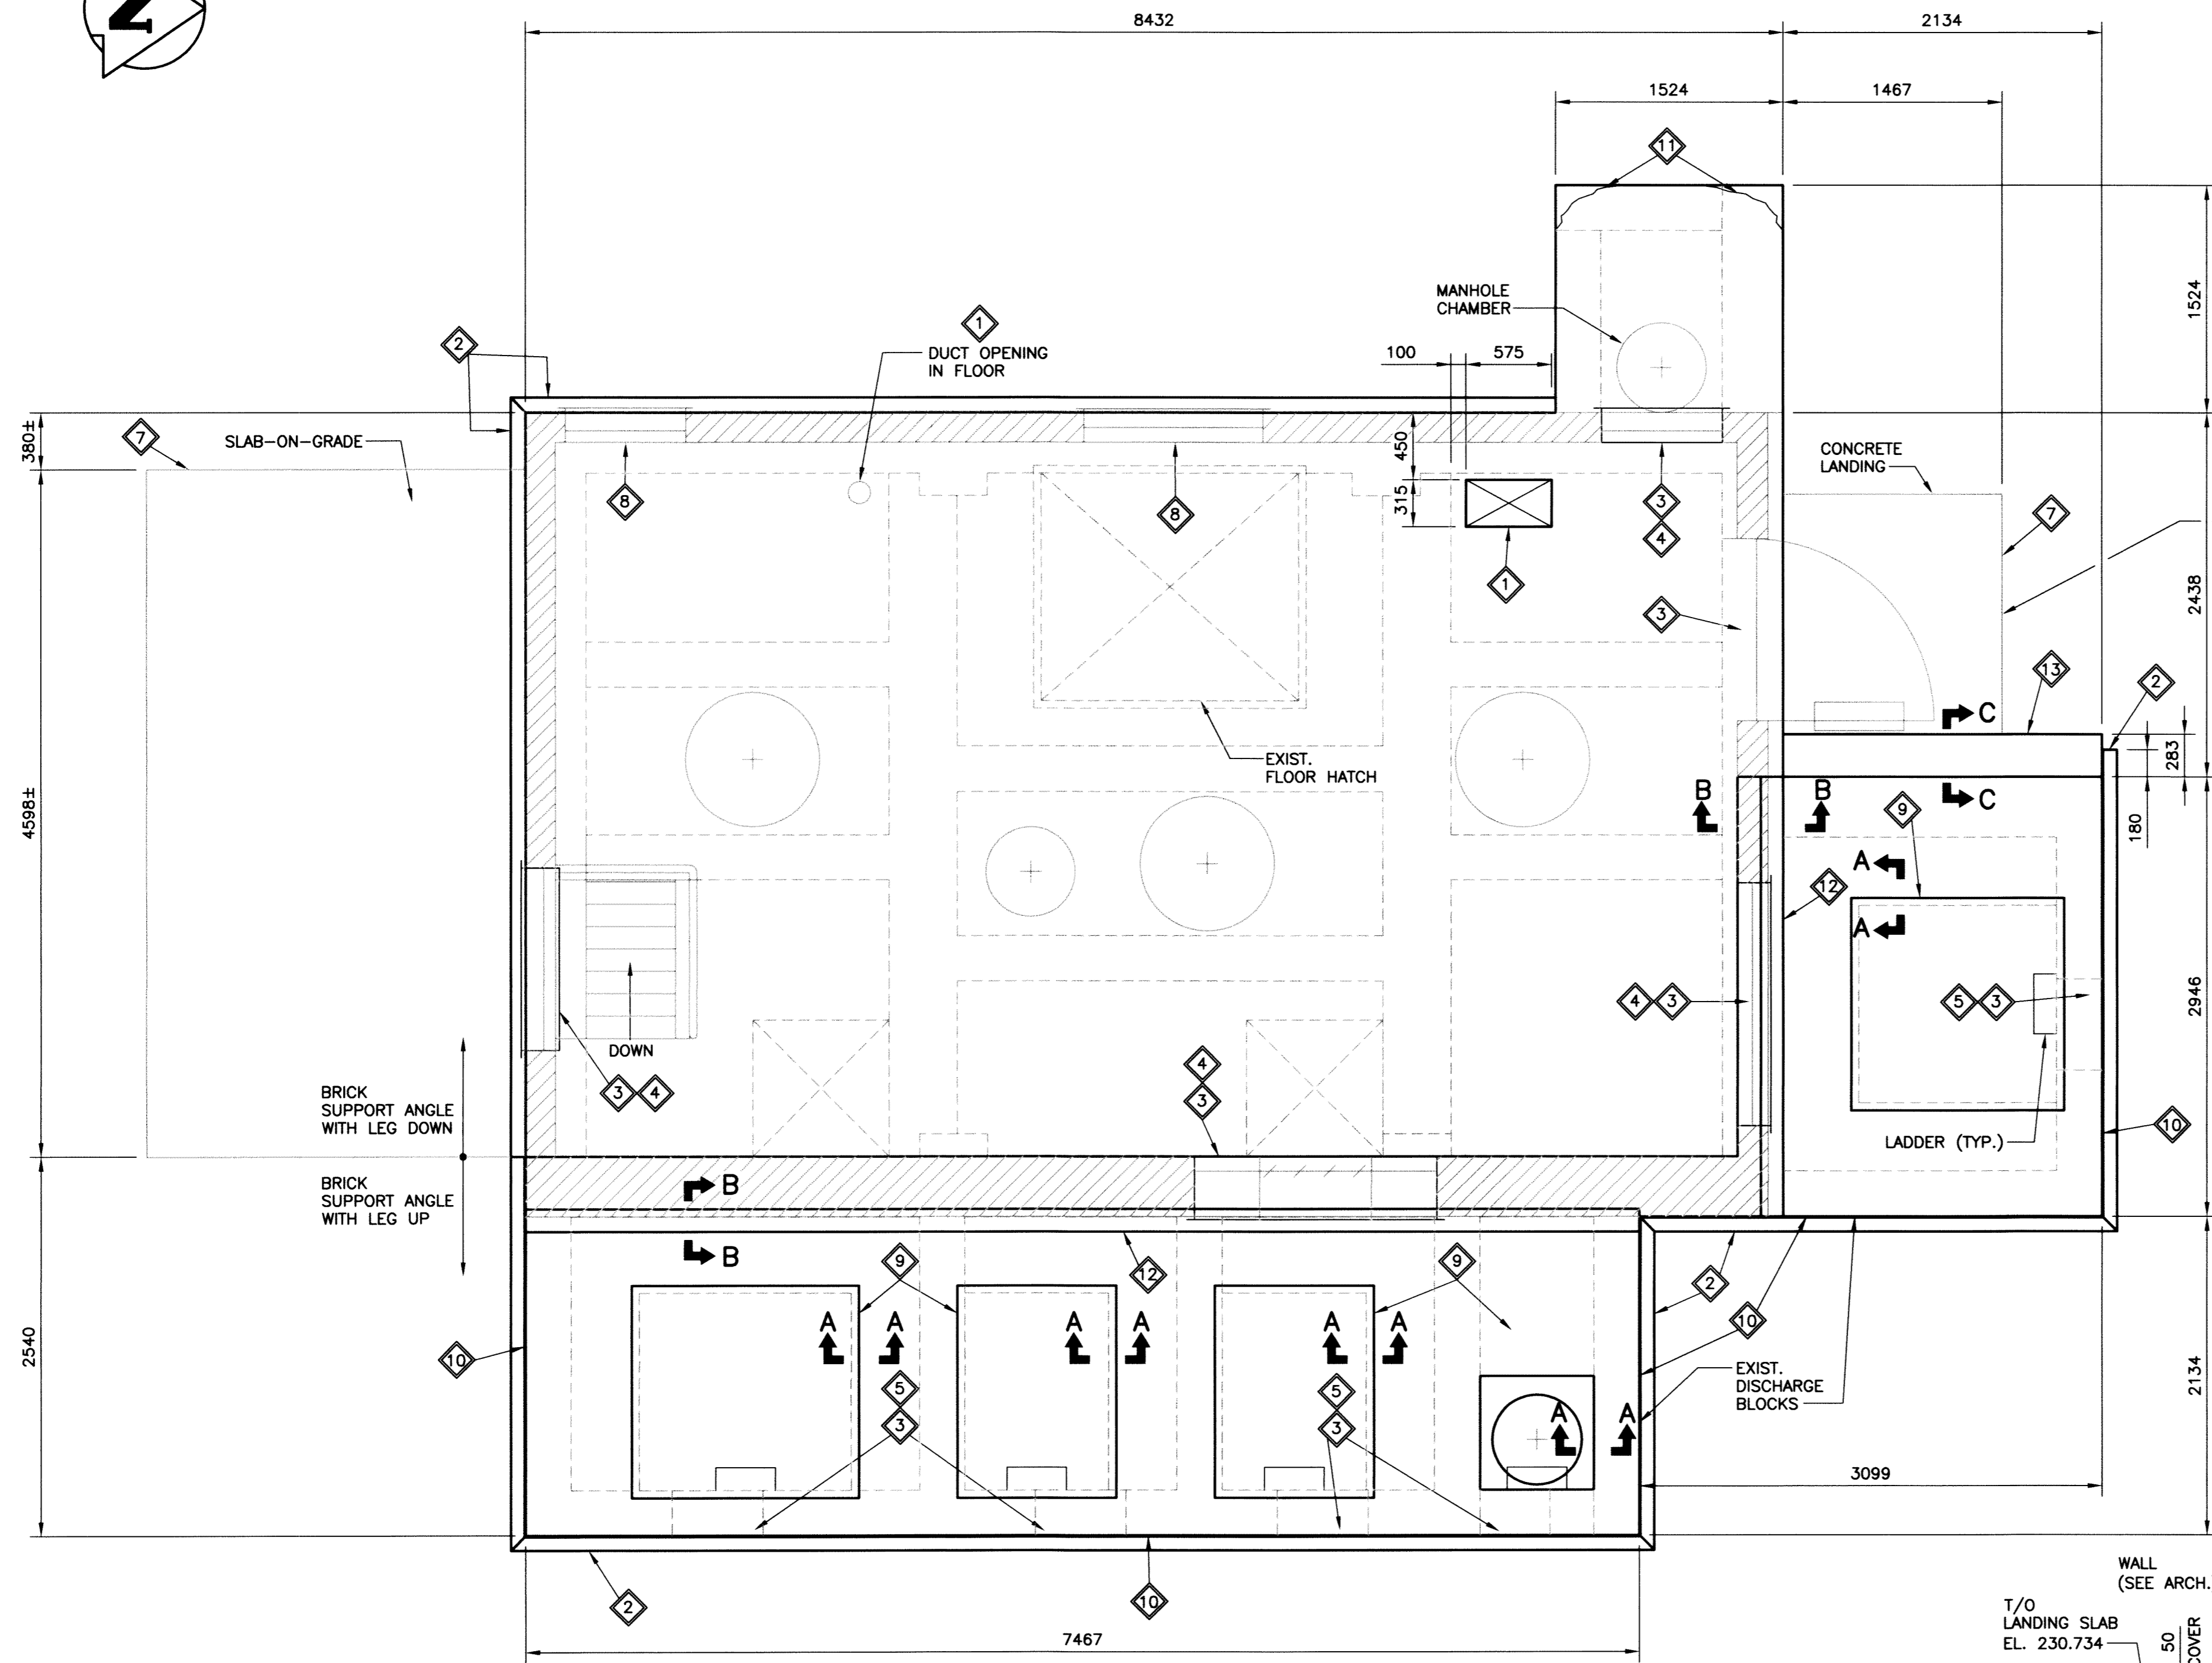 N
8432
2134
1524
1467
11
MANHOLE
CHAMBER
1524
1
2
DUCT OPENING
IN FLOOR
100
575
380±
7
SLAB-ON-GRADE
450
CONCRETE
LANDING
8
8
315
3
4
7
1
2438
3
13
2
C
283
EXIST.
FLOOR HATCH
B
B
C
9
180
4598±
A
12
A
4
3
5
3
2946
DOWN
4
3
3
4
BRICK
SUPPORT ANGLE
WITH LEG DOWN
LADDER (TYP.)
10
BRICK
SUPPORT ANGLE
WITH LEG UP
B
B
9
12
9
2
10
2540
10
A
A
A
A
A
A
EXIST.
DISCHARGE
BLOCKS
2134
5
3
5
3
A
A
3099
2
10
7467
WALL
(SEE ARCH.
T/O
LANDING SLAB
EL. 230.734
50
COVER